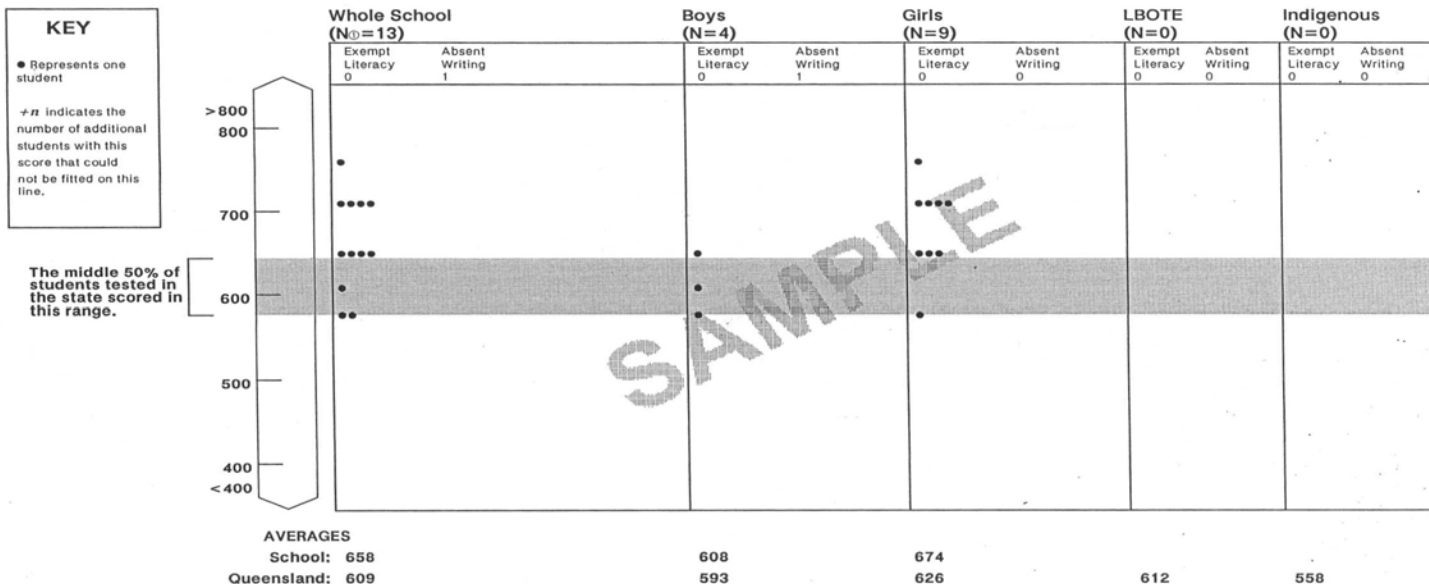 KEY
● Represents one
student
+n indicates the
number of additional
students with this
score that could
not be fitted on this
line.
Whole School
(N①=13)
Exempt Absent
Literacy Writing
0 1
Boys
(N=4)
Exempt Absent
Literacy Writing
0 1
Girls
(N=9)
Exempt Absent
Literacy Writing
0 0
LBOTE
(N=0)
Exempt Absent
Literacy Writing
0 0
Indigenous
(N=0)
Exempt Absent
Literacy Writing
0 0
>800
800
700
600
500
400
<400
The middle 50% of
students tested in
the state scored in
this range.
SAMPLE
AVERAGES
School: 658 608 674
Queensland: 609 593 626 612 558